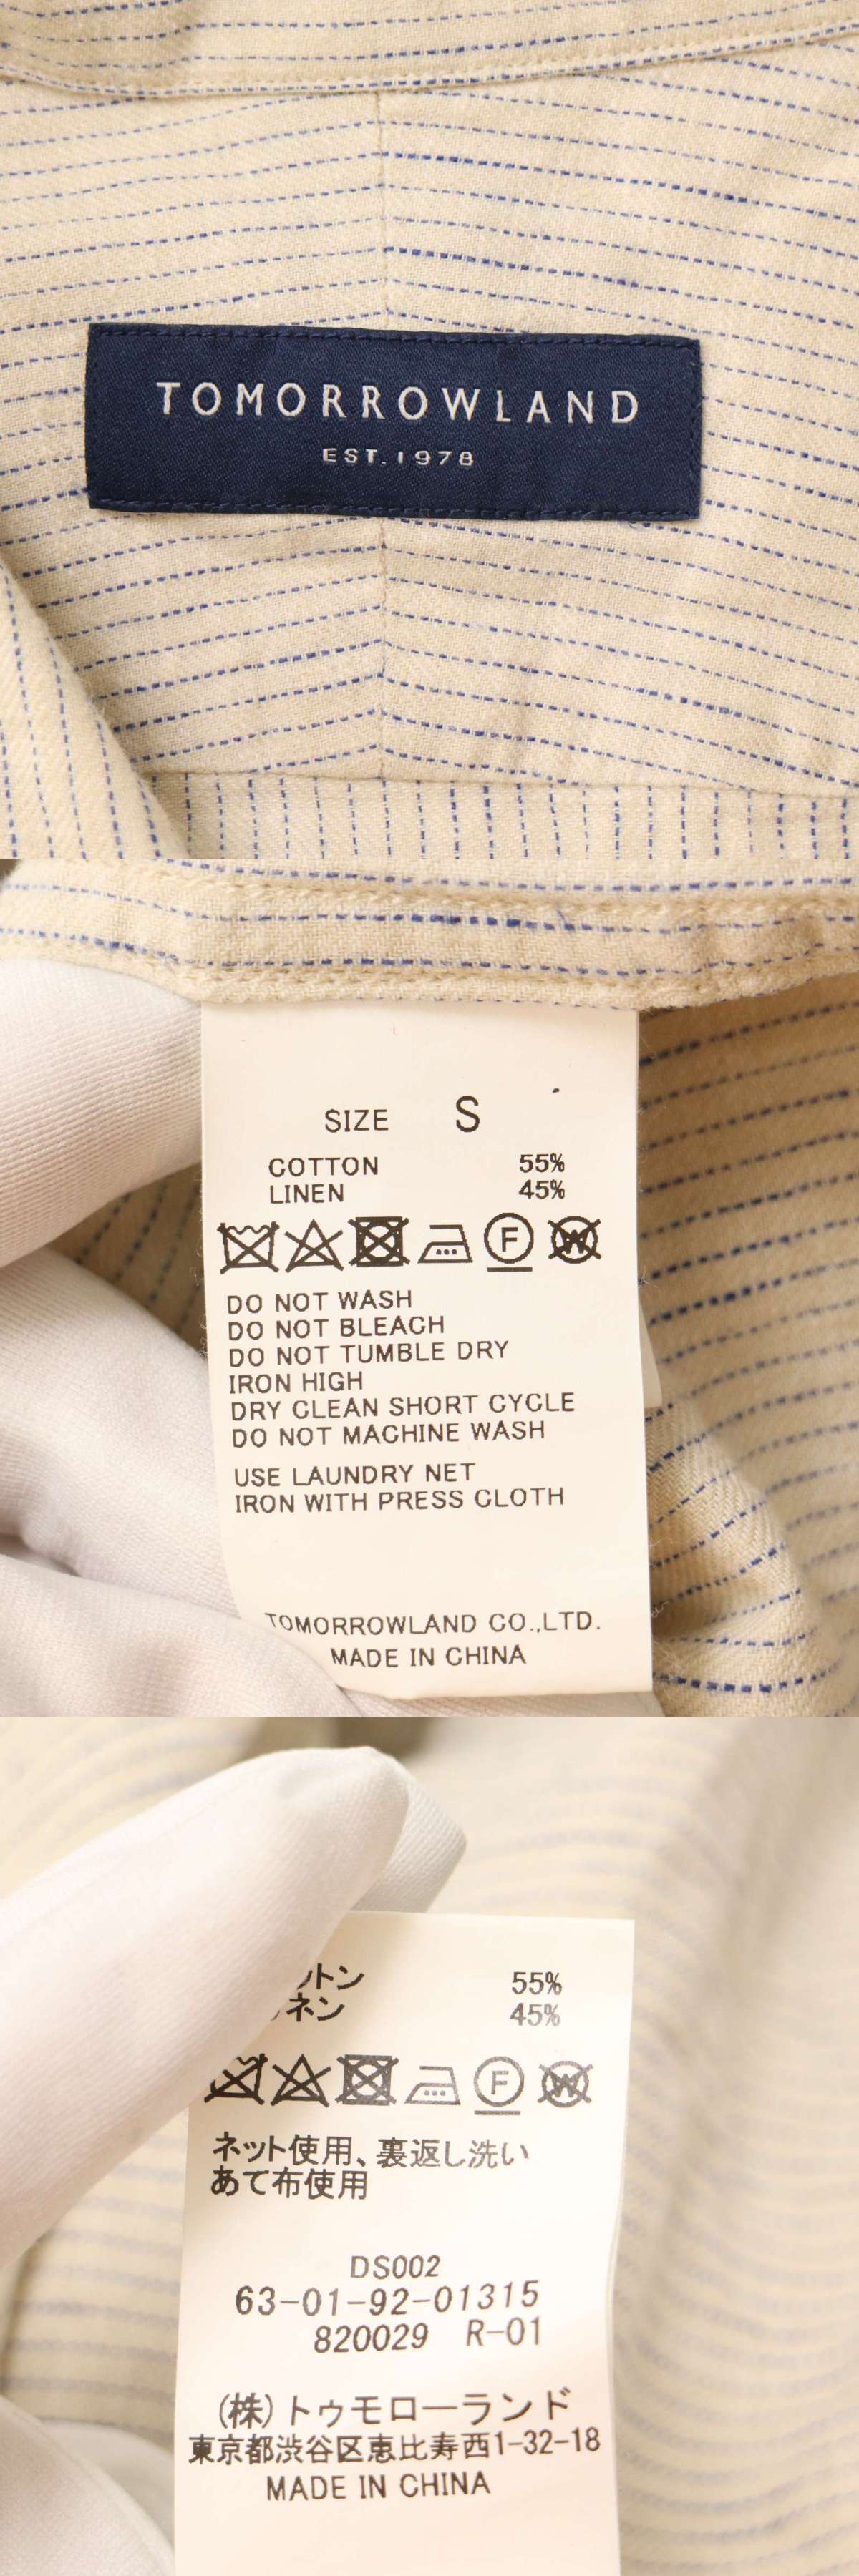 TOMORROWLAND
EST. 1978
SIZE S
COTTON 55%
LINEN 45%
F
W
DO NOT WASH
DO NOT BLEACH
DO NOT TUMBLE DRY
IRON HIGH
DRY CLEAN SHORT CYCLE
DO NOT MACHINE WASH
USE LAUNDRY NET
IRON WITH PRESS CLOTH
TOMORROWLAND CO.,LTD.
MADE IN CHINA
トン 55%
ネン 45%
F
W
ネット使用、裏返し洗い
あて布使用
DS002
63-01-92-01315
820029 R-01
(株)トゥモローランド
東京都渋谷区恵比寿西1-32-18
MADE IN CHINA